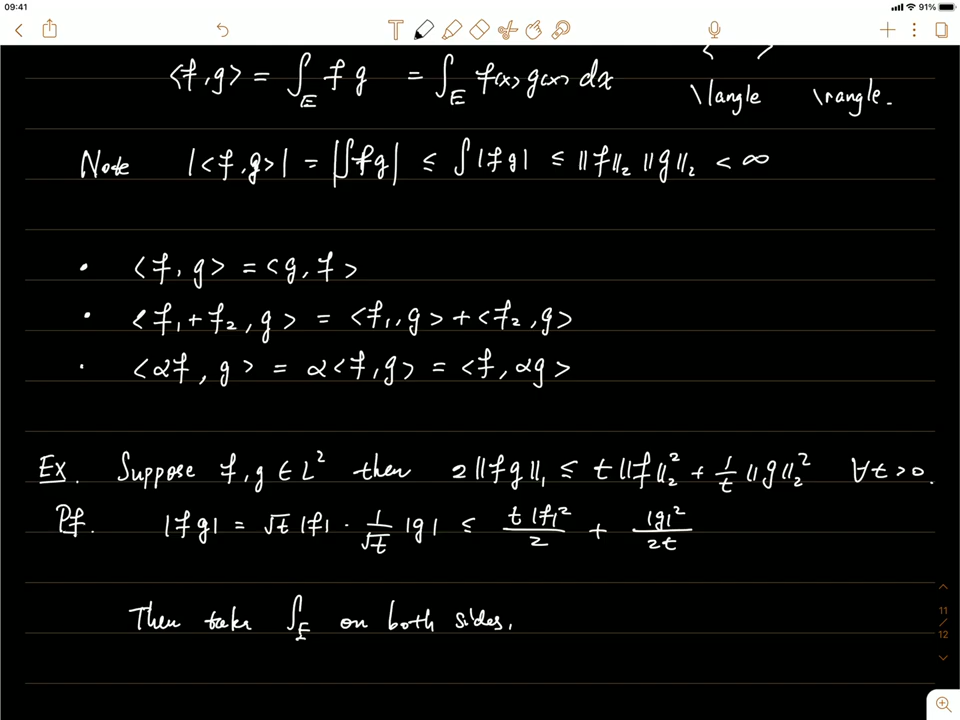 09:41
91%
< >
<f,g> = ∫_E f g = ∫_E f(x) g(x) dx
\langle \rangle.
Note |<f,g>| = |∫fg| ≤ ∫|fg| ≤ ||f||₂ ||g||₂ < ∞
• <f, g> = <g, f>
• <f₁+f₂, g> = <f₁, g> + <f₂, g>
• <αf, g> = α<f, g> = <f, αg>
Ex. Suppose f, g ∈ L² then 2||fg||₁ ≤ t||f||₂² + 1/t ||g||₂² ∀t>0.
Pf. |fg| = √t |f| · 1/√t |g| ≤ t|f|²/2 + |g|²/2t
Then take ∫_E on both sides.
11
/
12